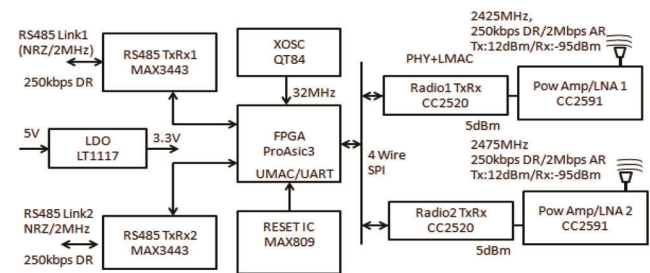 RS485 Link1
(NRZ/2MHz)
250kbps DR
RS485 TxRx1
MAX3443
XOSC
QT84
32MHz
2425MHz,
250kbps DR/2Mbps AR
Tx:12dBm/Rx:-95dBm
PHY+LMAC
Radio1 TxRx
CC2520
5dBm
Pow Amp/LNA 1
CC2591
5V
LDO
LT1117
3.3V
FPGA
ProAsic3
UMAC/UART
4 Wire
SPI
2475MHz
250kbps DR/2Mbps AR
Tx:12dBm/Rx:-95dBm
RS485 Link2
NRZ/2MHz
250kbps DR
RS485 TxRx2
MAX3443
RESET IC
MAX809
Radio2 TxRx
CC2520
5dBm
Pow Amp/LNA 2
CC2591